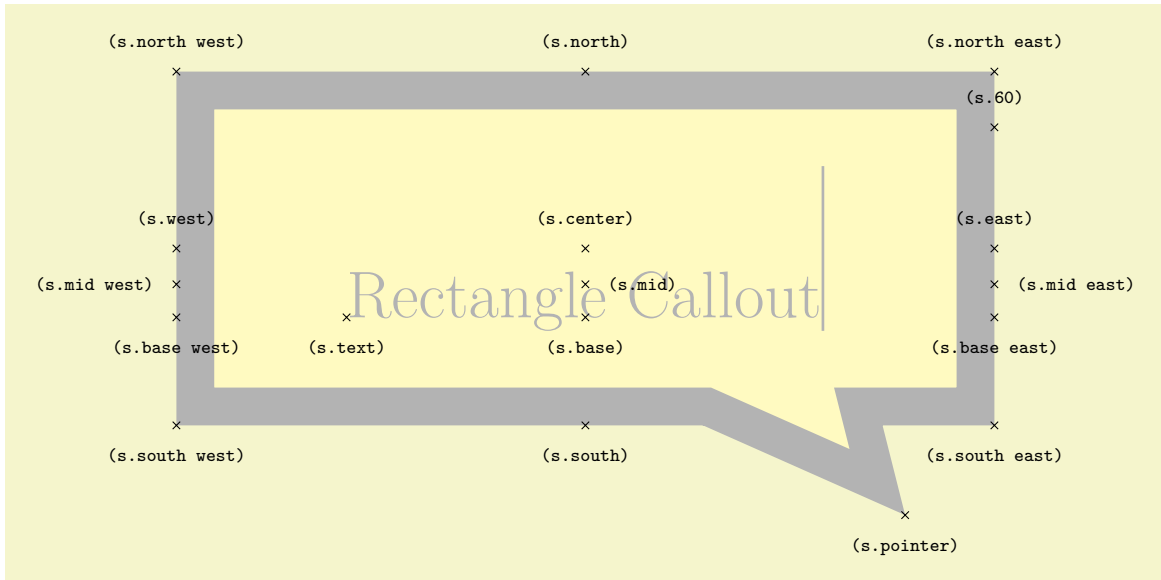 (s.north west) (s.north) (s.north east)
(s.60)
(s.west) (s.center) (s.east)
(s.mid west) (s.mid) (s.mid east)
Rectangle Callout
(s.base west) (s.text) (s.base) (s.base east)
(s.south west) (s.south) (s.south east)
(s.pointer)